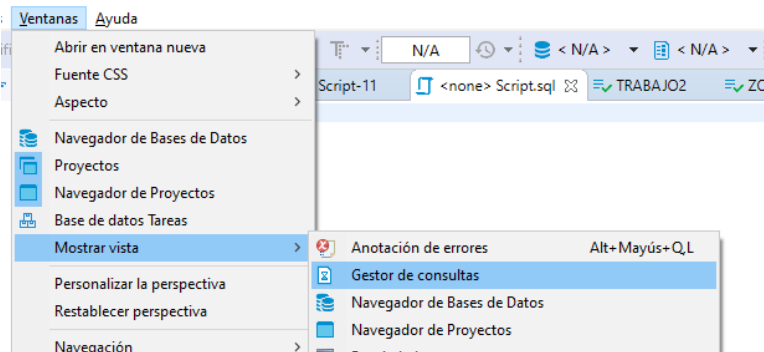 Ventanas Ayuda
Abrir en ventana nueva
Fuente CSS
Aspecto
N/A
< N/A >
< N/A >
Script-11
<none> Script.sql
TRABAJO2
Navegador de Bases de Datos
Proyectos
Navegador de Proyectos
Base de datos Tareas
Mostrar vista
Anotación de errores Alt+Mayús+Q,L
Gestor de consultas
Personalizar la perspectiva
Navegador de Bases de Datos
Restablecer perspectiva
Navegador de Proyectos
Navegación